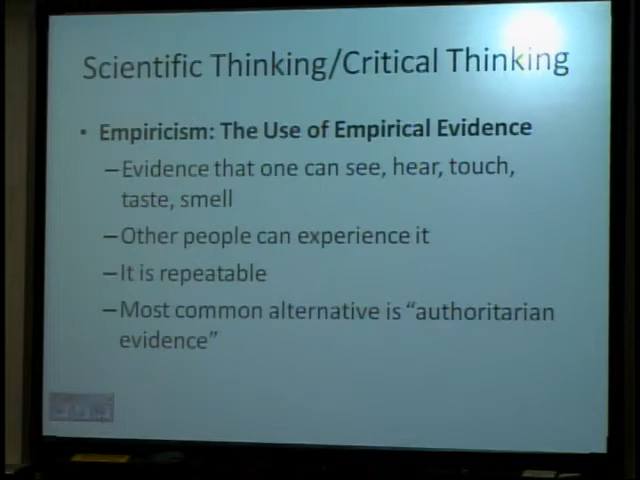 Scientific Thinking/Critical Thinking
• Empiricism: The Use of Empirical Evidence
–Evidence that one can see, hear, touch,
taste, smell
–Other people can experience it
–It is repeatable
–Most common alternative is “authoritarian
evidence”